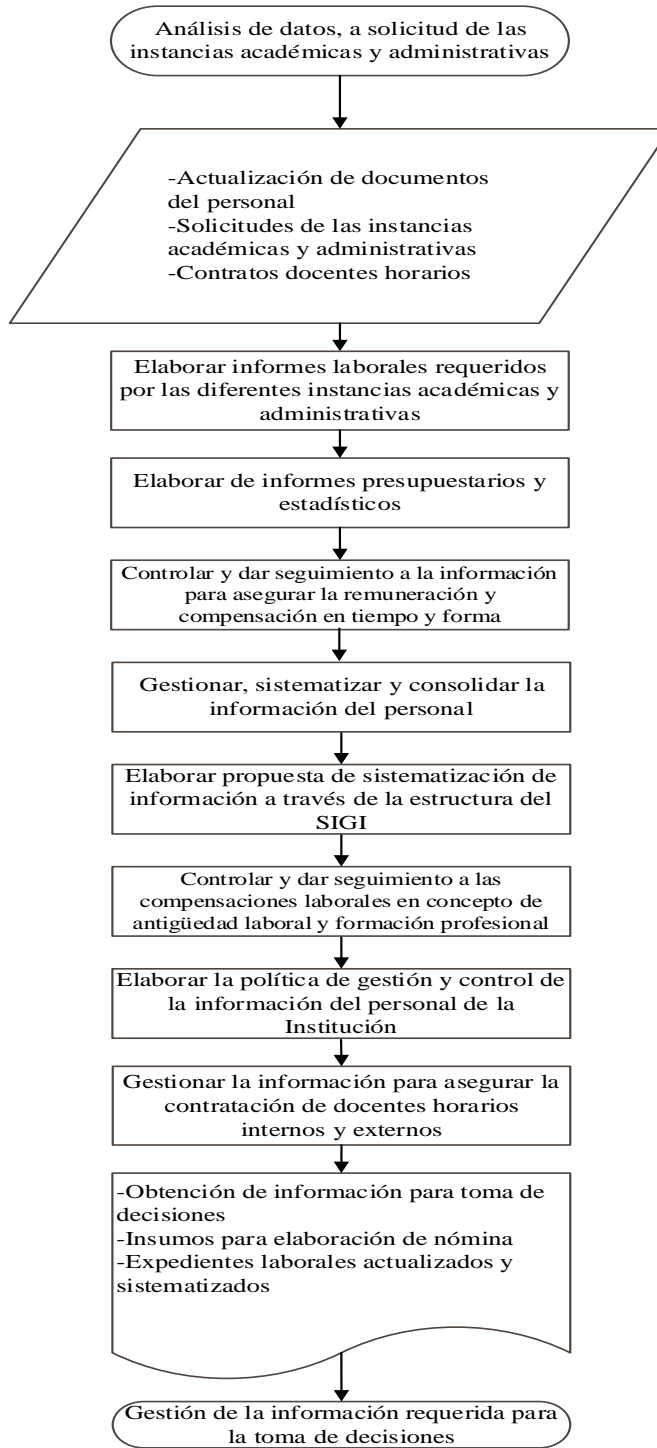 Análisis de datos, a solicitud de las
instancias académicas y administrativas
-Actualización de documentos
del personal
-Solicitudes de las instancias
académicas y administrativas
-Contratos docentes horarios
Elaborar informes laborales requeridos
por las diferentes instancias académicas y
administrativas
Elaborar de informes presupuestarios y
estadísticos
Controlar y dar seguimiento a la información
para asegurar la remuneración y
compensación en tiempo y forma
Gestionar, sistematizar y consolidar la
información del personal
Elaborar propuesta de sistematización de
información a través de la estructura del
SIGI
Controlar y dar seguimiento a las
compensaciones laborales en concepto de
antigüedad laboral y formación profesional
Elaborar la política de gestión y control de
la información del personal de la
Institución
Gestionar la información para asegurar la
contratación de docentes horarios
internos y externos
-Obtención de información para toma de
decisiones
-Insumos para elaboración de nómina
-Expedientes laborales actualizados y
sistematizados
Gestión de la información requerida para
la toma de decisiones